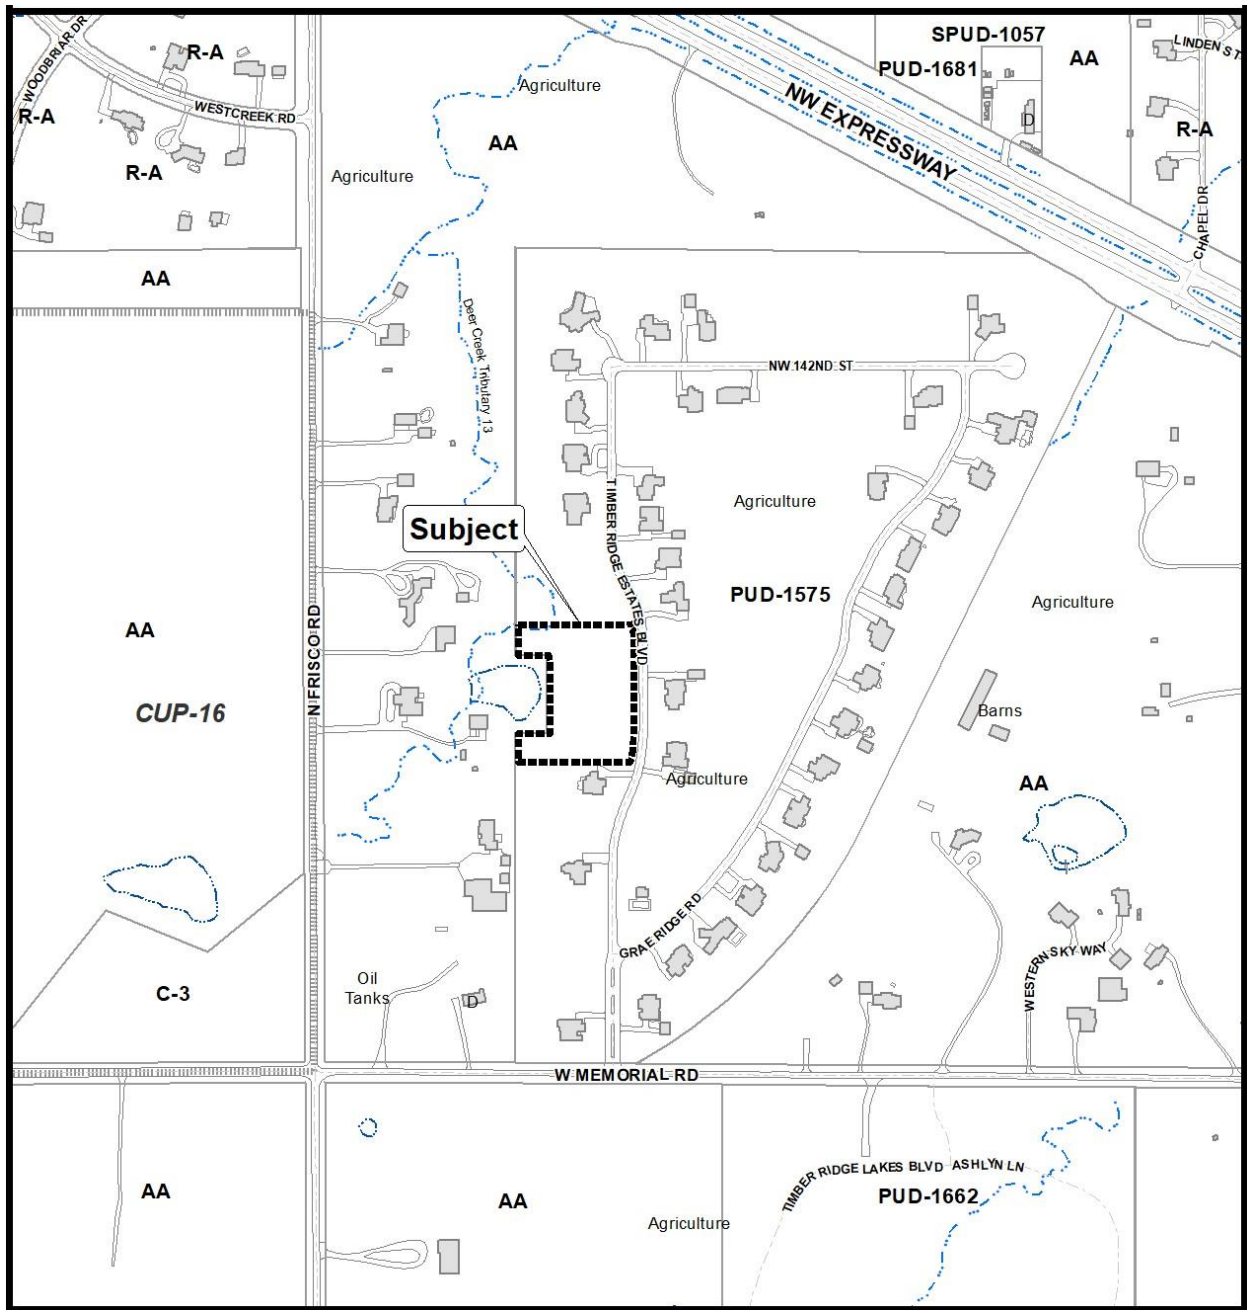 WOODBRIAR DR
R-A
SPUD-1057
PUD-1681
AA
LINDEN ST
Agriculture
R-A
WESTCREEK RD
NW EXPRESSWAY
D
R-A
AA
R-A
Agriculture
CHAPEL DR
AA
Deer Creek Tributary 13
NW 142ND ST
TIMBER RIDGE ESTATES BLVD
Agriculture
Subject
PUD-1575
Agriculture
AA
N FRISCO RD
CUP-16
Barns
Agriculture
AA
GRAE RIDGE RD
WESTERN SKY WAY
C-3
Oil
Tanks
D
W MEMORIAL RD
TIMBER RIDGE LAKES BLVD
ASHLYN LN
AA
AA
PUD-1662
Agriculture